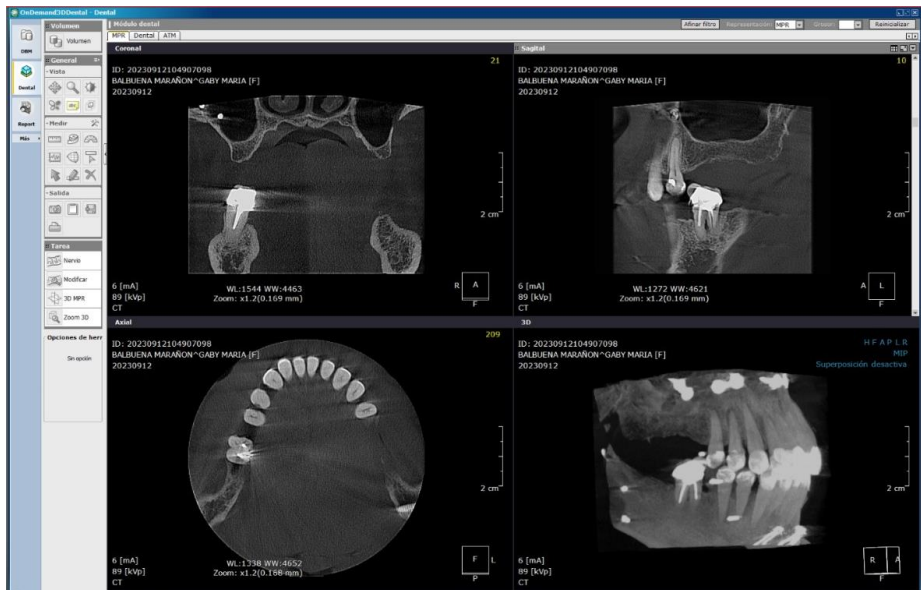 OnDemand3DDental - Dental
DBM
Dental
Report
Más
Volumen
Volumen
General
Vista
Medir
Salida
Tarea
Nervio
Modificar
3D MPR
Zoom 3D
Opciones de herr
Sin opción
Módulo dental
Afinar filtro
Representación:
MPR
Grosor:
Reinicializar
MPR
Dental
ATM
Coronal
21
ID: 20230912104907098
BALBUENA MARAÑON^GABY MARIA [F]
20230912
2 cm
6 [mA]
89 [kVp]
CT
WL:1544 WW:4463
Zoom: x1.2(0.169 mm)
R
A
F
Sagital
10
ID: 20230912104907098
BALBUENA MARAÑON^GABY MARIA [F]
20230912
2 cm
6 [mA]
89 [kVp]
CT
WL:1272 WW:4621
Zoom: x1.2(0.169 mm)
A
L
F
Axial
209
ID: 20230912104907098
BALBUENA MARAÑON^GABY MARIA [F]
20230912
2 cm
6 [mA]
89 [kVp]
CT
WL:1338 WW:4652
Zoom: x1.2(0.168 mm)
F
L
P
3D
ID: 20230912104907098
BALBUENA MARAÑON^GABY MARIA [F]
20230912
H F A P L R
MIP
Superposición desactiva
2 cm
6 [mA]
89 [kVp]
CT
R
A
F